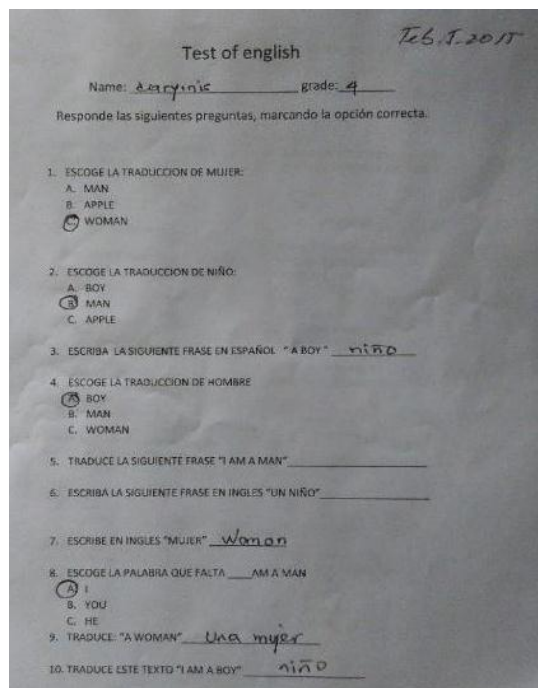 Feb. I. 2015
Test of english
Name: darynis grade: 4
Responde las siguientes preguntas, marcando la opción correcta.
1. ESCOGE LA TRADUCCION DE MUJER:
A. MAN
B. APPLE
C. WOMAN
2. ESCOGE LA TRADUCCION DE NIÑO:
A. BOY
B. MAN
C. APPLE
3. ESCRIBA LA SIGUIENTE FRASE EN ESPAÑOL " A BOY " niño
4. ESCOGE LA TRADUCCION DE HOMBRE
A. BOY
B. MAN
C. WOMAN
5. TRADUCE LA SIGUIENTE FRASE "I AM A MAN"
6. ESCRIBA LA SIGUIENTE FRASE EN INGLES "UN NIÑO"
7. ESCRIBE EN INGLES "MUJER" Woman
8. ESCOGE LA PALABRA QUE FALTA ____AM A MAN
A. I
B. YOU
C. HE
9. TRADUCE: "A WOMAN" Una mujer
10. TRADUCE ESTE TEXTO "I AM A BOY" niño